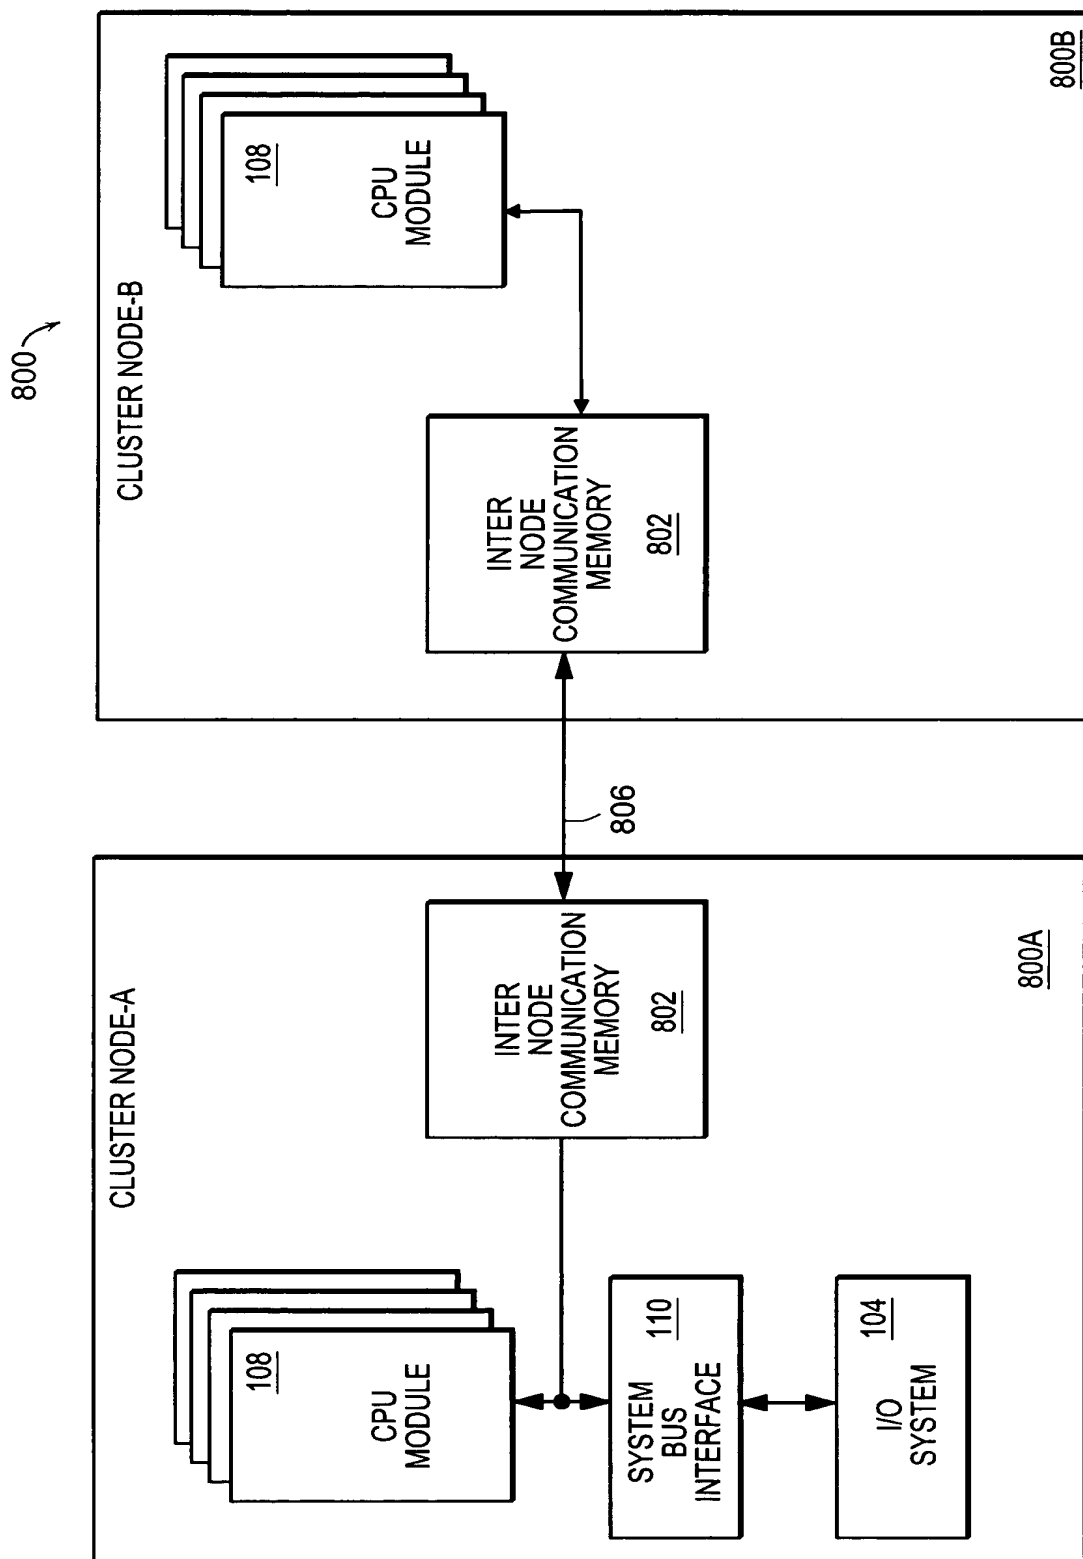 800
CLUSTER NODE-A
108
CPU
MODULE
110
SYSTEM
BUS
INTERFACE
104
I/O
SYSTEM
INTER
NODE
COMMUNICATION
MEMORY
802
800A
806
CLUSTER NODE-B
INTER
NODE
COMMUNICATION
MEMORY
802
108
CPU
MODULE
800B